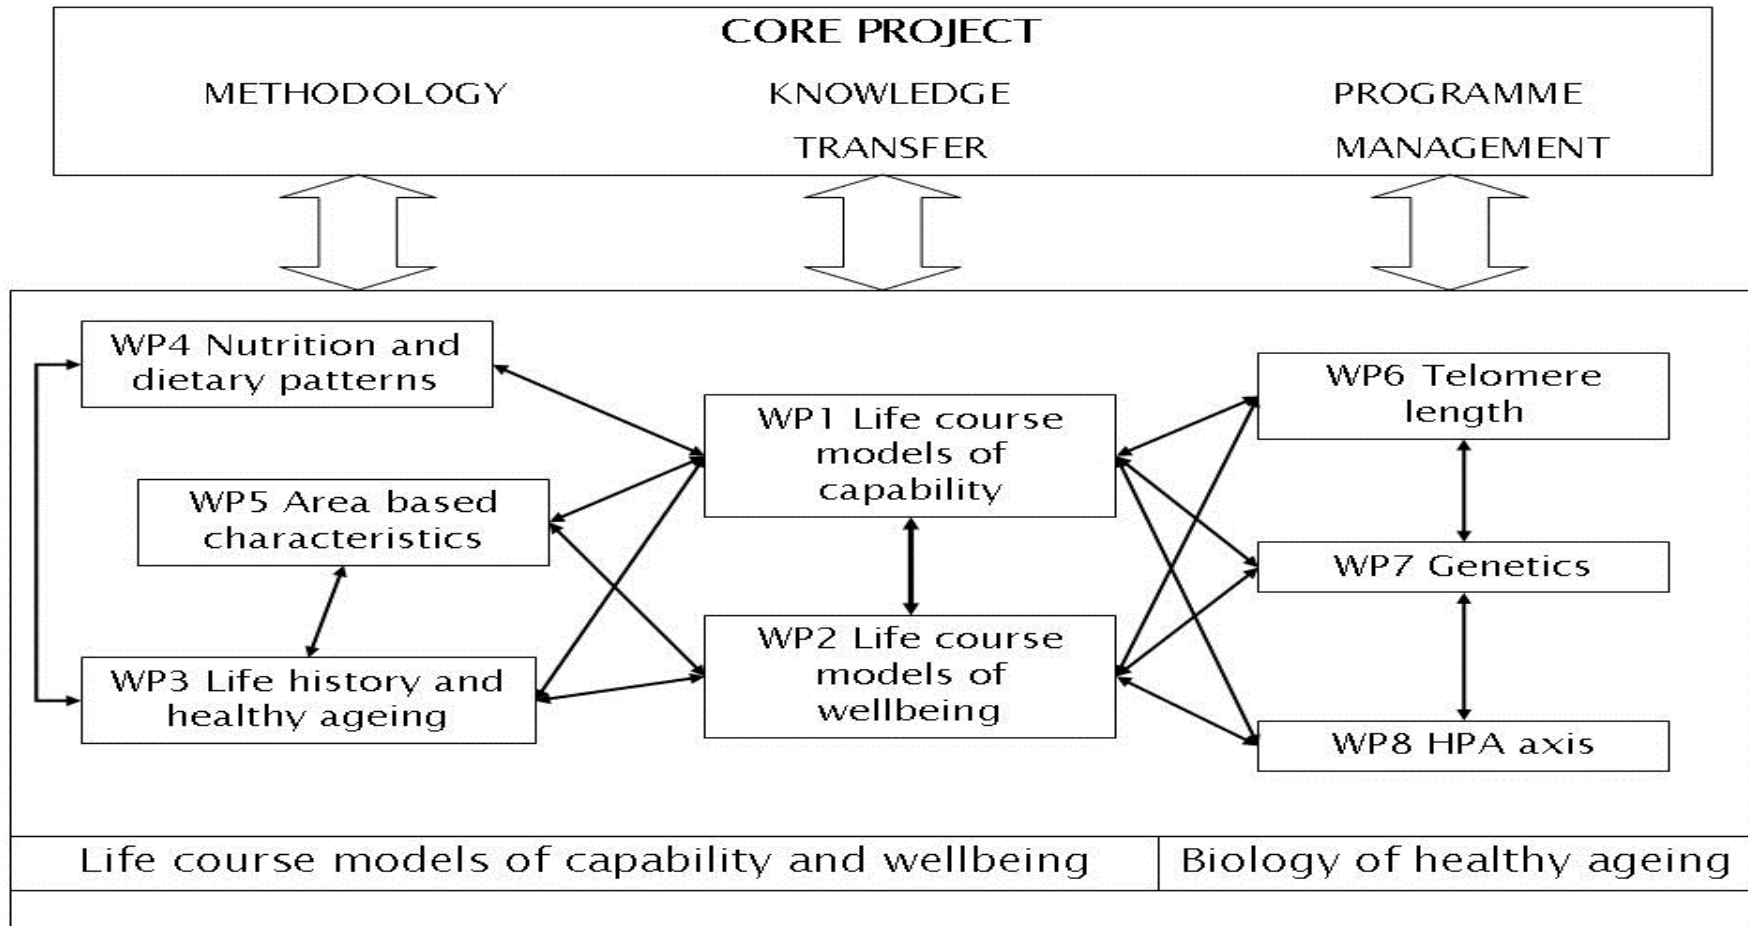 CORE PROJECT
METHODOLOGY
KNOWLEDGE
TRANSFER
PROGRAMME
MANAGEMENT
WP4 Nutrition and
dietary patterns
WP5 Area based
characteristics
WP3 Life history and
healthy ageing
WP1 Life course
models of
capability
WP2 Life course
models of
wellbeing
WP6 Telomere
length
WP7 Genetics
WP8 HPA axis
Life course models of capability and wellbeing
Biology of healthy ageing